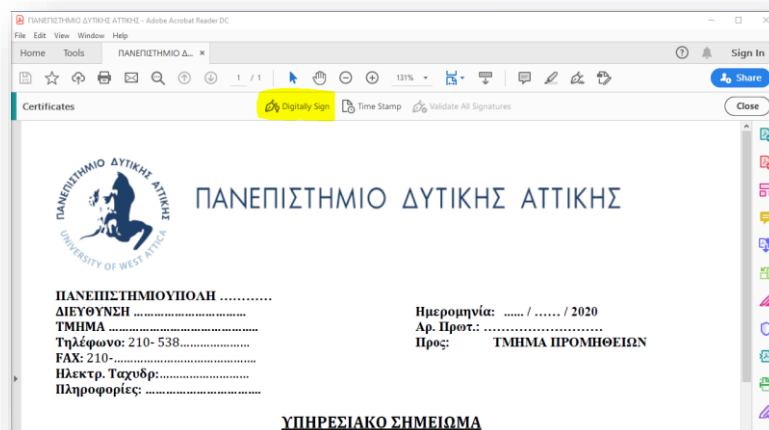 ΠΑΝΕΠΙΣΤΗΜΙΟ ΔΥΤΙΚΗΣ ΑΤΤΙΚΗΣ - Adobe Acrobat Reader DC
File Edit View Window Help
Home Tools ΠΑΝΕΠΙΣΤΗΜΙΟ Δ... × Sign In
1 / 1 131% Share
Certificates Digitally Sign Time Stamp Validate All Signatures Close
ΠΑΝΕΠΙΣΤΗΜΙΟ ΔΥΤΙΚΗΣ ΑΤΤΙΚΗΣ
UNIVERSITY OF WEST ATTICA
ΠΑΝΕΠΙΣΤΗΜΙΟ ΔΥΤΙΚΗΣ ΑΤΤΙΚΗΣ
ΠΑΝΕΠΙΣΤΗΜΙΟΥΠΟΛΗ …………
ΔΙΕΥΘΥΝΣΗ ……………………………
ΤΜΗΜΑ ……………………………………..
Τηλέφωνο: 210- 538…………………
FAX: 210-……………………………………
Ηλεκτρ. Ταχυδρ:………………………
Πληροφορίες: …………………………….
Ημερομηνία: ...... / …… / 2020
Αρ. Πρωτ.: ………………………
Προς: ΤΜΗΜΑ ΠΡΟΜΗΘΕΙΩΝ
ΥΠΗΡΕΣΙΑΚΟ ΣΗΜΕΙΩΜΑ